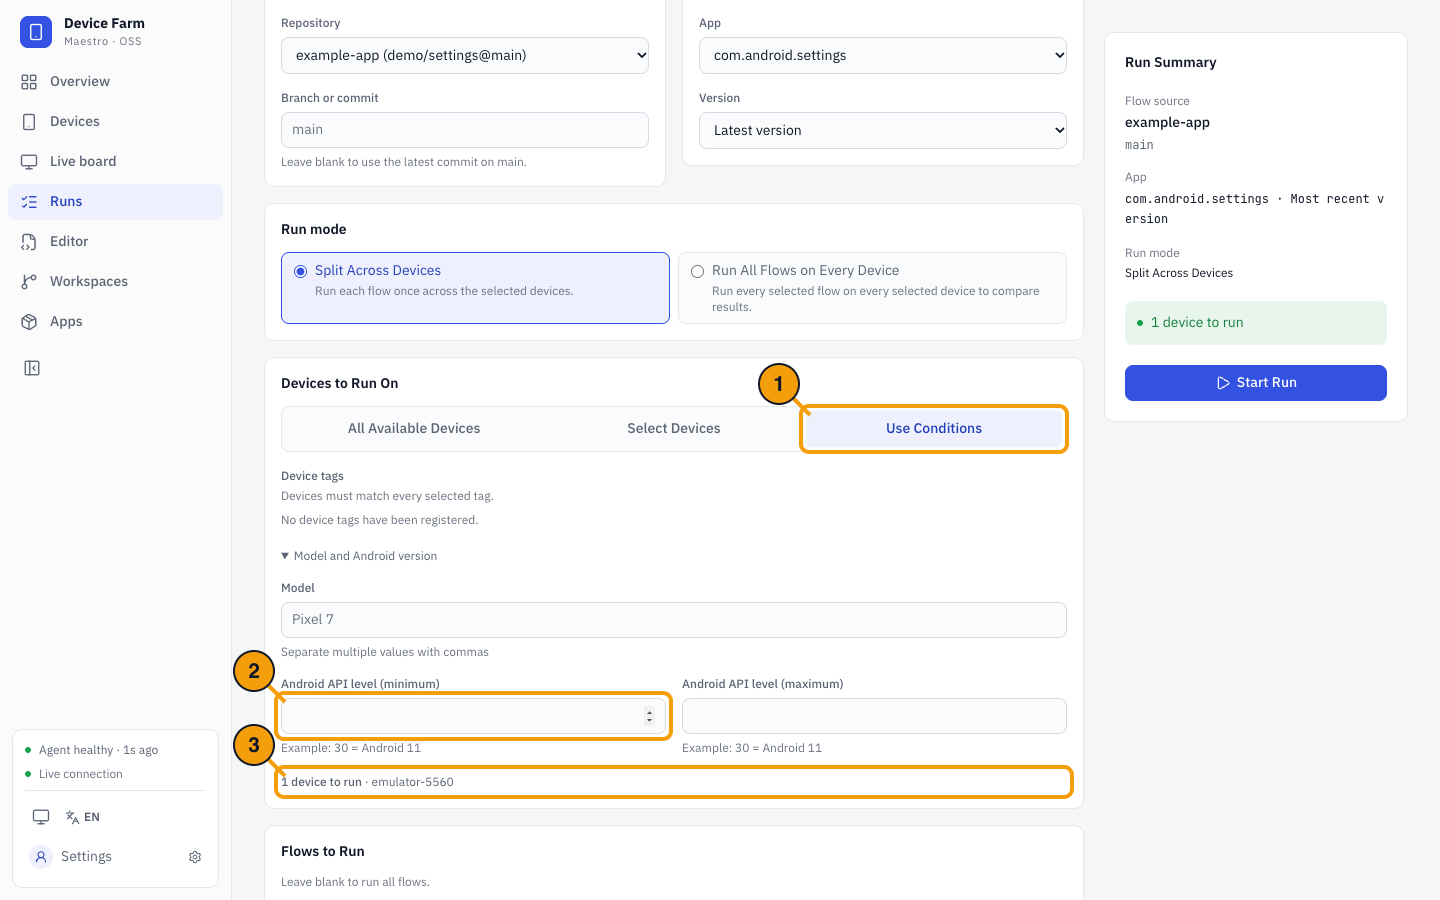 Device Farm
Maestro · OSS
Overview
Devices
Live board
Runs
Editor
Workspaces
Apps
Agent healthy · 1s ago
Live connection
EN
Settings
Repository
example-app (demo/settings@main)
Branch or commit
main
Leave blank to use the latest commit on main.
App
com.android.settings
Version
Latest version
Run mode
Split Across Devices
Run each flow once across the selected devices.
Run All Flows on Every Device
Run every selected flow on every selected device to compare
results.
Devices to Run On
1
All Available Devices
Select Devices
Use Conditions
Device tags
Devices must match every selected tag.
No device tags have been registered.
Model and Android version
Model
Pixel 7
Separate multiple values with commas
2
Android API level (minimum)
Android API level (maximum)
3
Example: 30 = Android 11
Example: 30 = Android 11
1 device to run · emulator-5560
Flows to Run
Leave blank to run all flows.
Run Summary
Flow source
example-app
main
App
com.android.settings · Most recent v
ersion
Run mode
Split Across Devices
1 device to run
Start Run